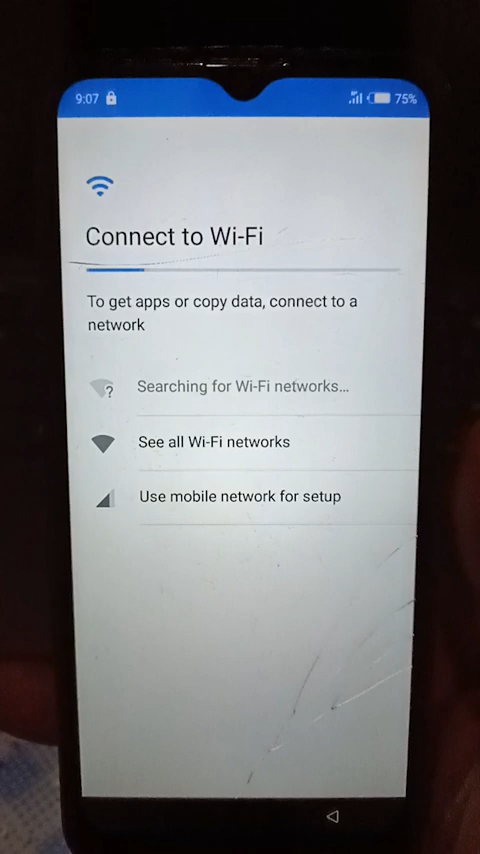 9:07 75%
Connect to Wi-Fi
To get apps or copy data, connect to a
network
? Searching for Wi-Fi networks...
See all Wi-Fi networks
Use mobile network for setup